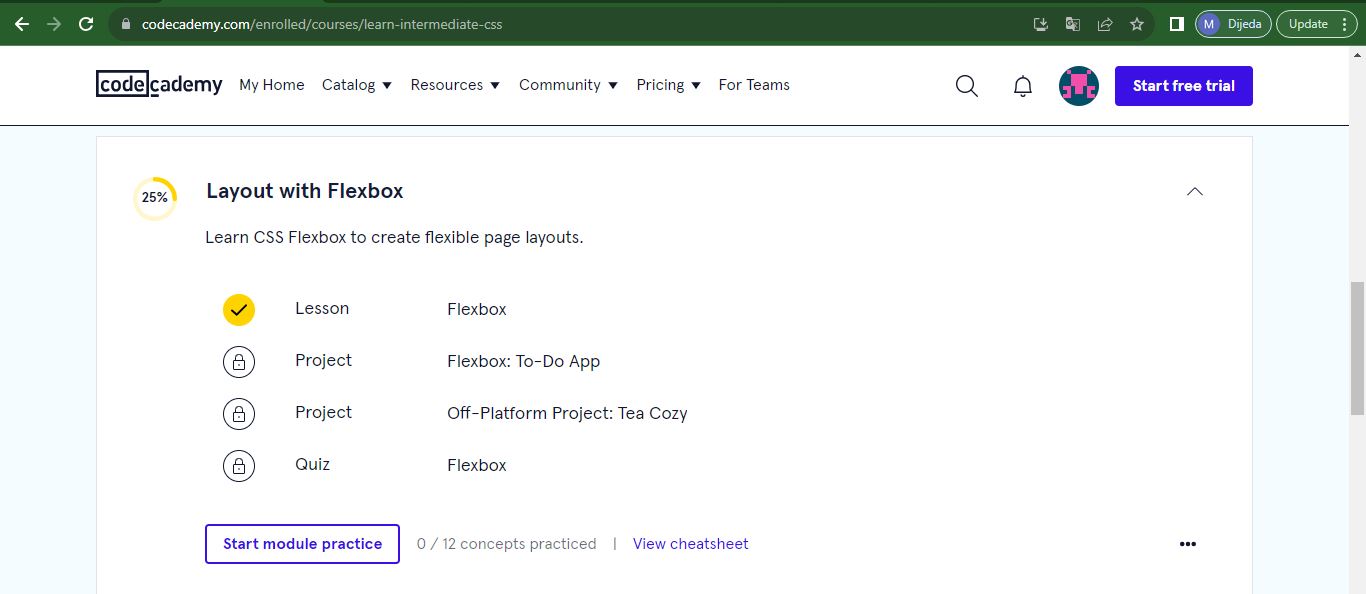 codecademy.com/enrolled/courses/learn-intermediate-css M Dijeda Update
codecademy My Home Catalog Resources Community Pricing For Teams Start free trial
25% Layout with Flexbox
Learn CSS Flexbox to create flexible page layouts.
Lesson Flexbox
Project Flexbox: To-Do App
Project Off-Platform Project: Tea Cozy
Quiz Flexbox
Start module practice 0 / 12 concepts practiced | View cheatsheet